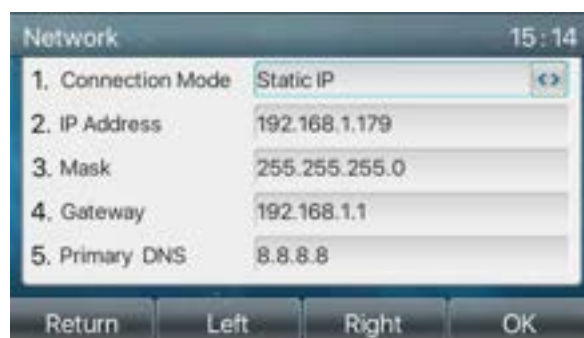 Network 15:14
1. Connection Mode Static IP <>
2. IP Address 192.168.1.179
3. Mask 255.255.255.0
4. Gateway 192.168.1.1
5. Primary DNS 8.8.8.8
Return Left Right OK